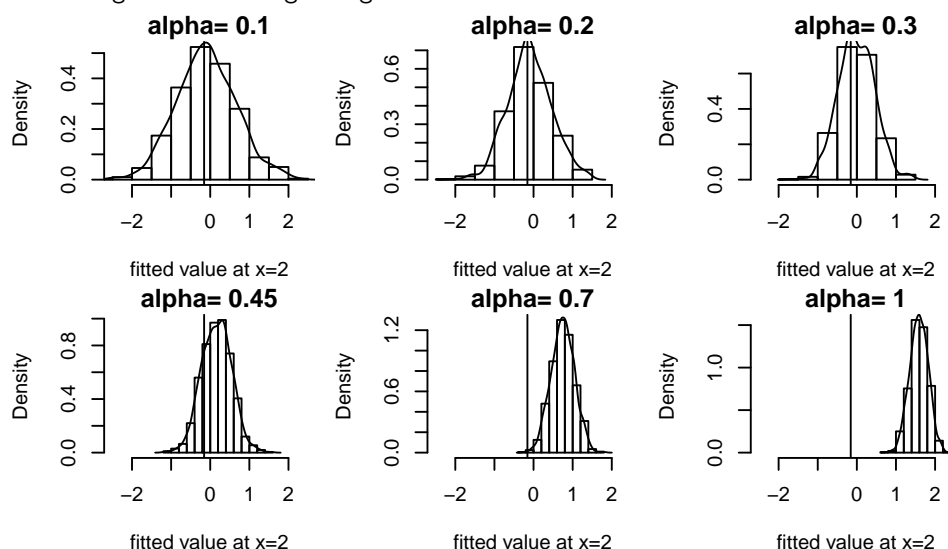 alpha= 0.1
alpha= 0.2
alpha= 0.3
Density
0.0 0.2 0.4
Density
0.0 0.3 0.6
Density
0.0 0.4
−2 0 1 2
−2 0 1 2
−2 0 1 2
fitted value at x=2
fitted value at x=2
fitted value at x=2
alpha= 0.45
alpha= 0.7
alpha= 1
Density
0.0 0.4 0.8
Density
0.0 0.6 1.2
Density
0.0 1.0
−2 0 1 2
−2 0 1 2
−2 0 1 2
fitted value at x=2
fitted value at x=2
fitted value at x=2